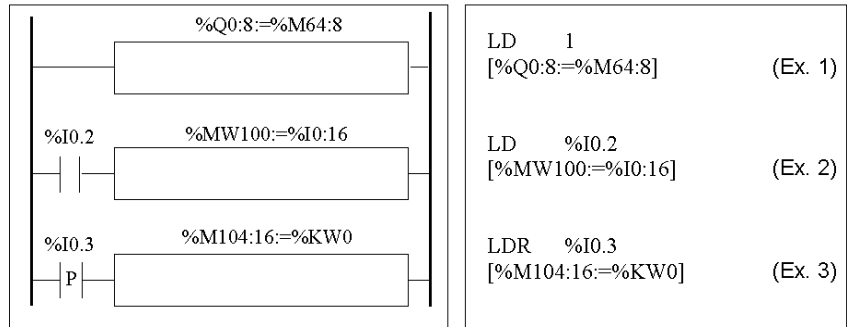 %Q0:8:=%M64:8
%I0.2
%MW100:=%I0:16
%I0.3
%M104:16:=%KW0
P
LD 1
[%Q0:8:=%M64:8] (Ex. 1)
LD %I0.2
[%MW100:=%I0:16] (Ex. 2)
LDR %I0.3
[%M104:16:=%KW0] (Ex. 3)